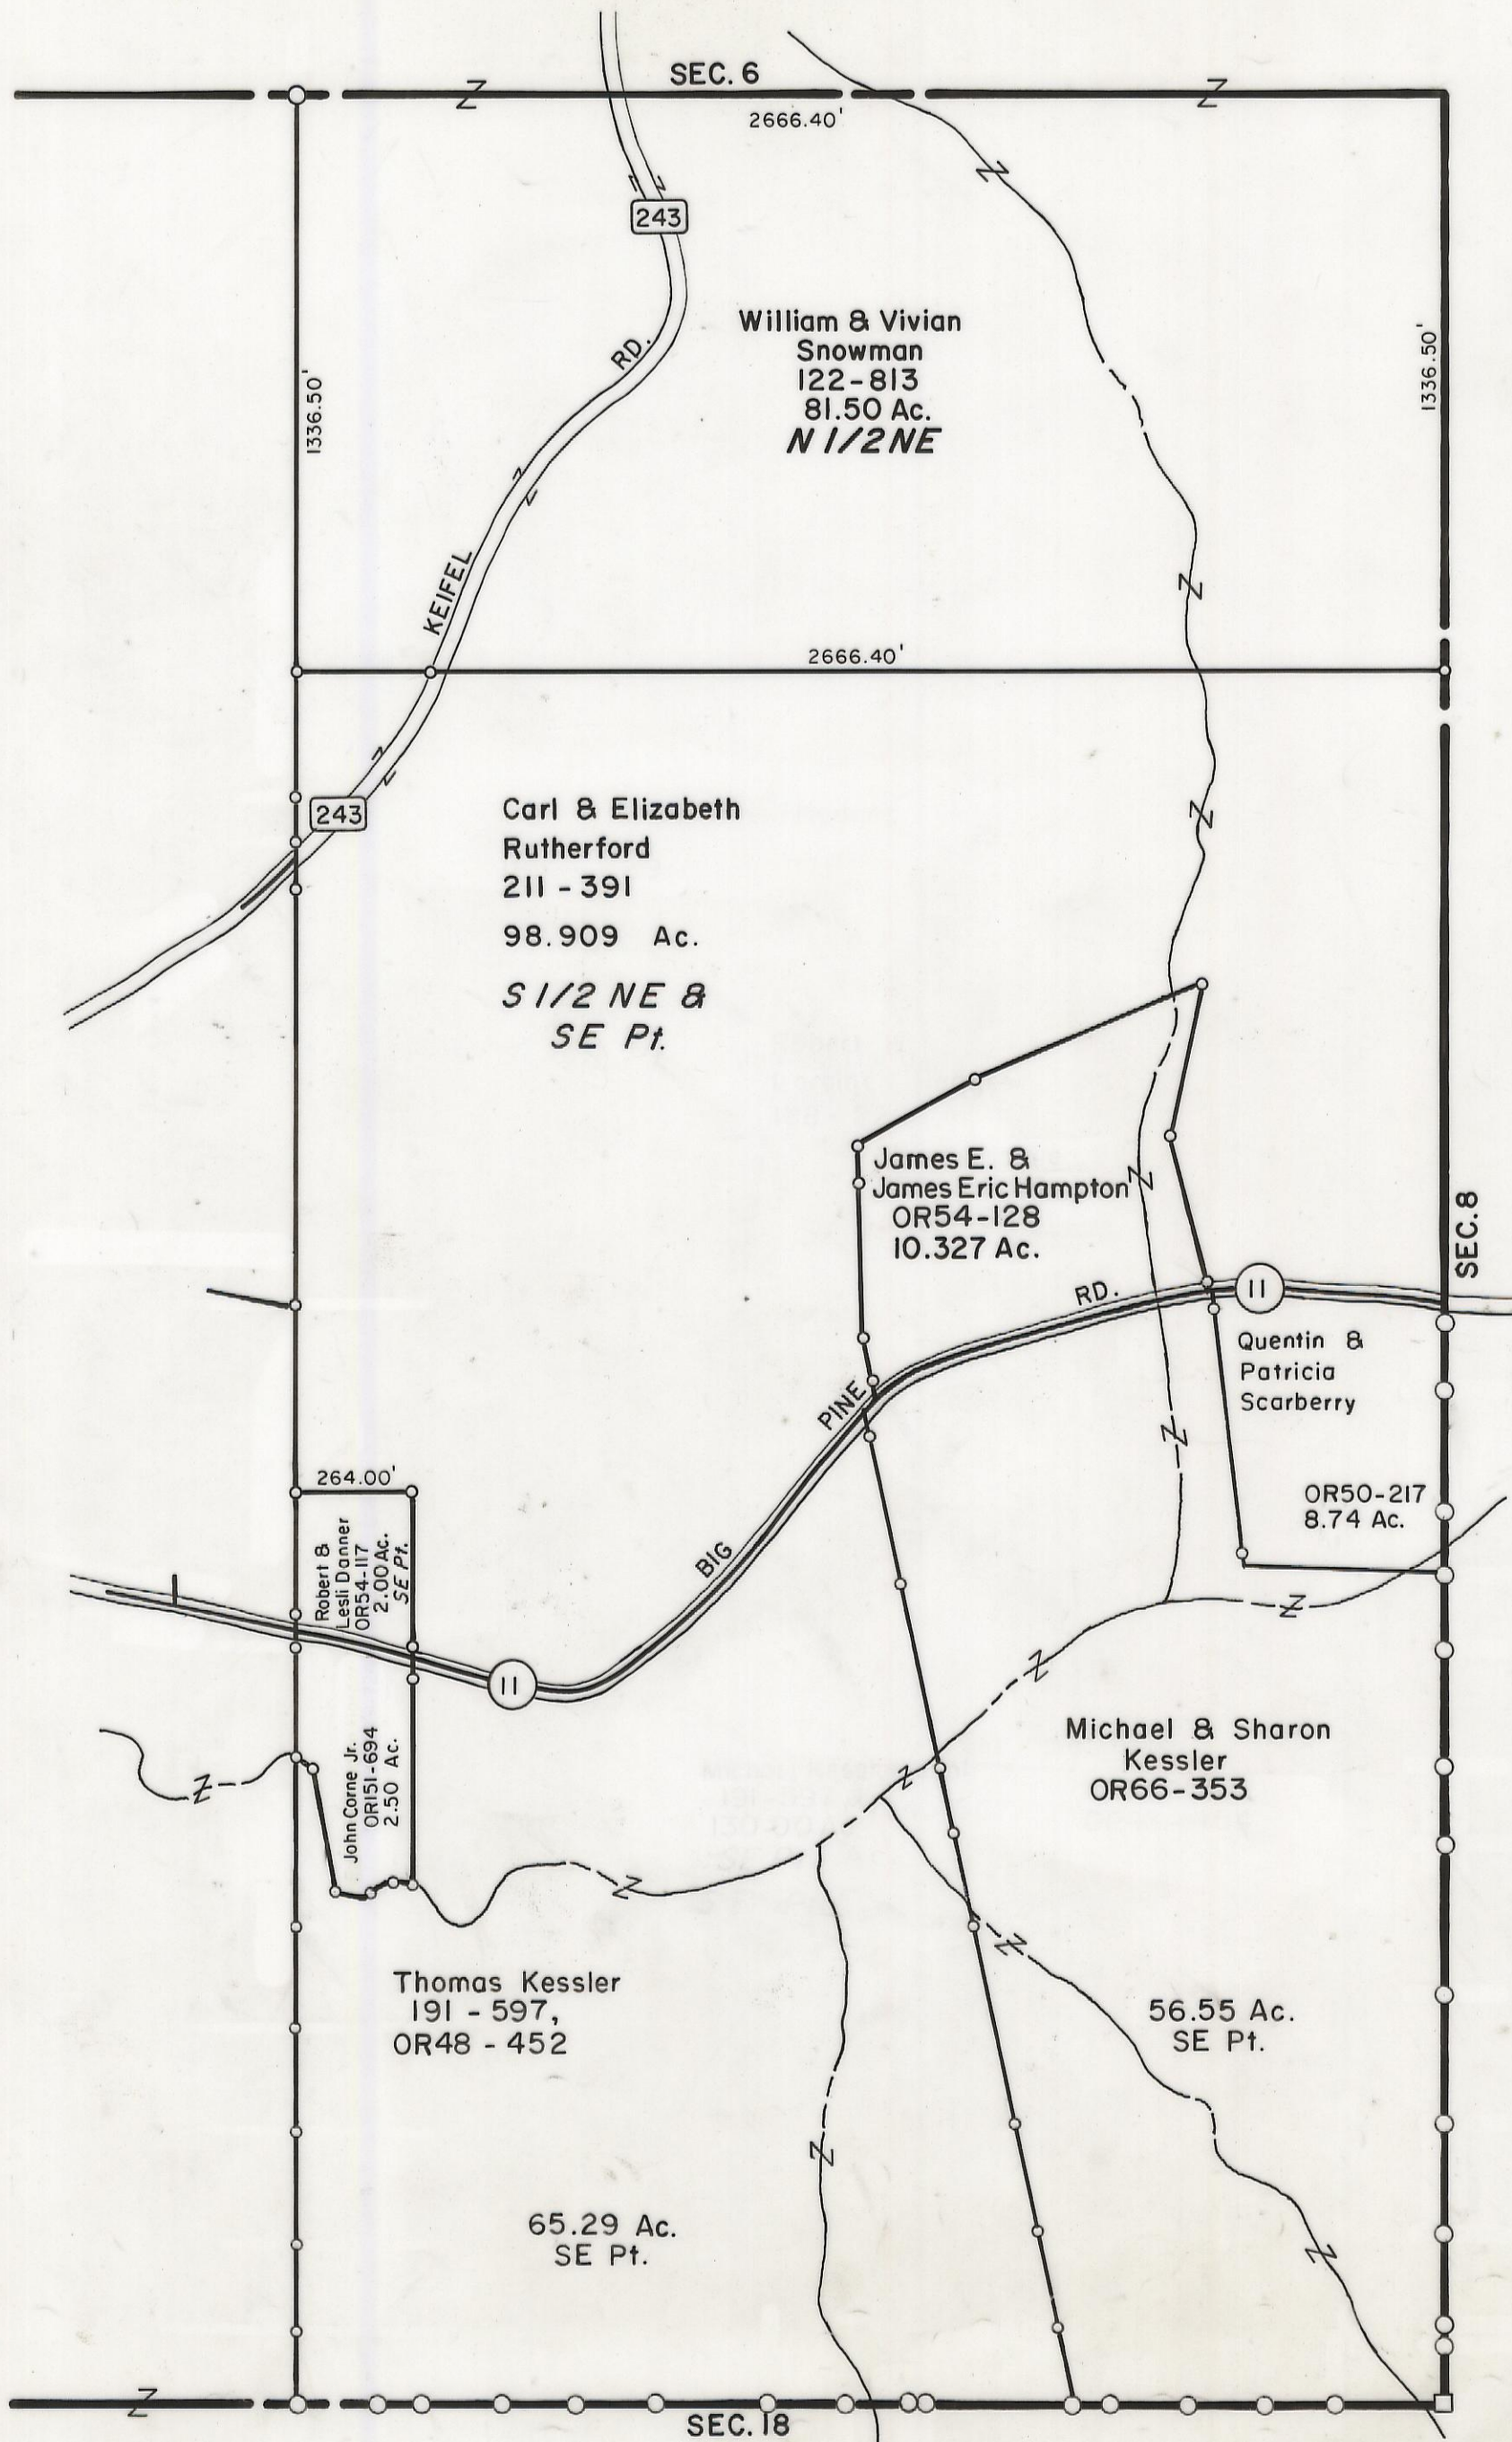 SEC. 6
2666.40'
243
RD.
William & Vivian
Snowman
122-813
81.50 Ac.
N 1/2 NE
1336.50'
1336.50'
KEIFEL
2666.40'
243
Carl & Elizabeth
Rutherford
211-391
98.909 Ac.
S 1/2 NE &
SE Pt.
James E. &
James Eric Hampton
OR54-128
10.327 Ac.
SEC. 8
RD.
11
Quentin &
Patricia
Scarberry
PINE
BIG
OR50-217
8.74 Ac.
264.00'
Robert &
Lesli Danner
OR54-117
2.00 Ac.
SE Pt.
11
John Corne Jr.
OR151-694
2.50 Ac.
Michael & Sharon
Kessler
OR66-353
Thomas Kessler
191-597,
OR48-452
56.55 Ac.
SE Pt.
65.29 Ac.
SE Pt.
SEC. 18